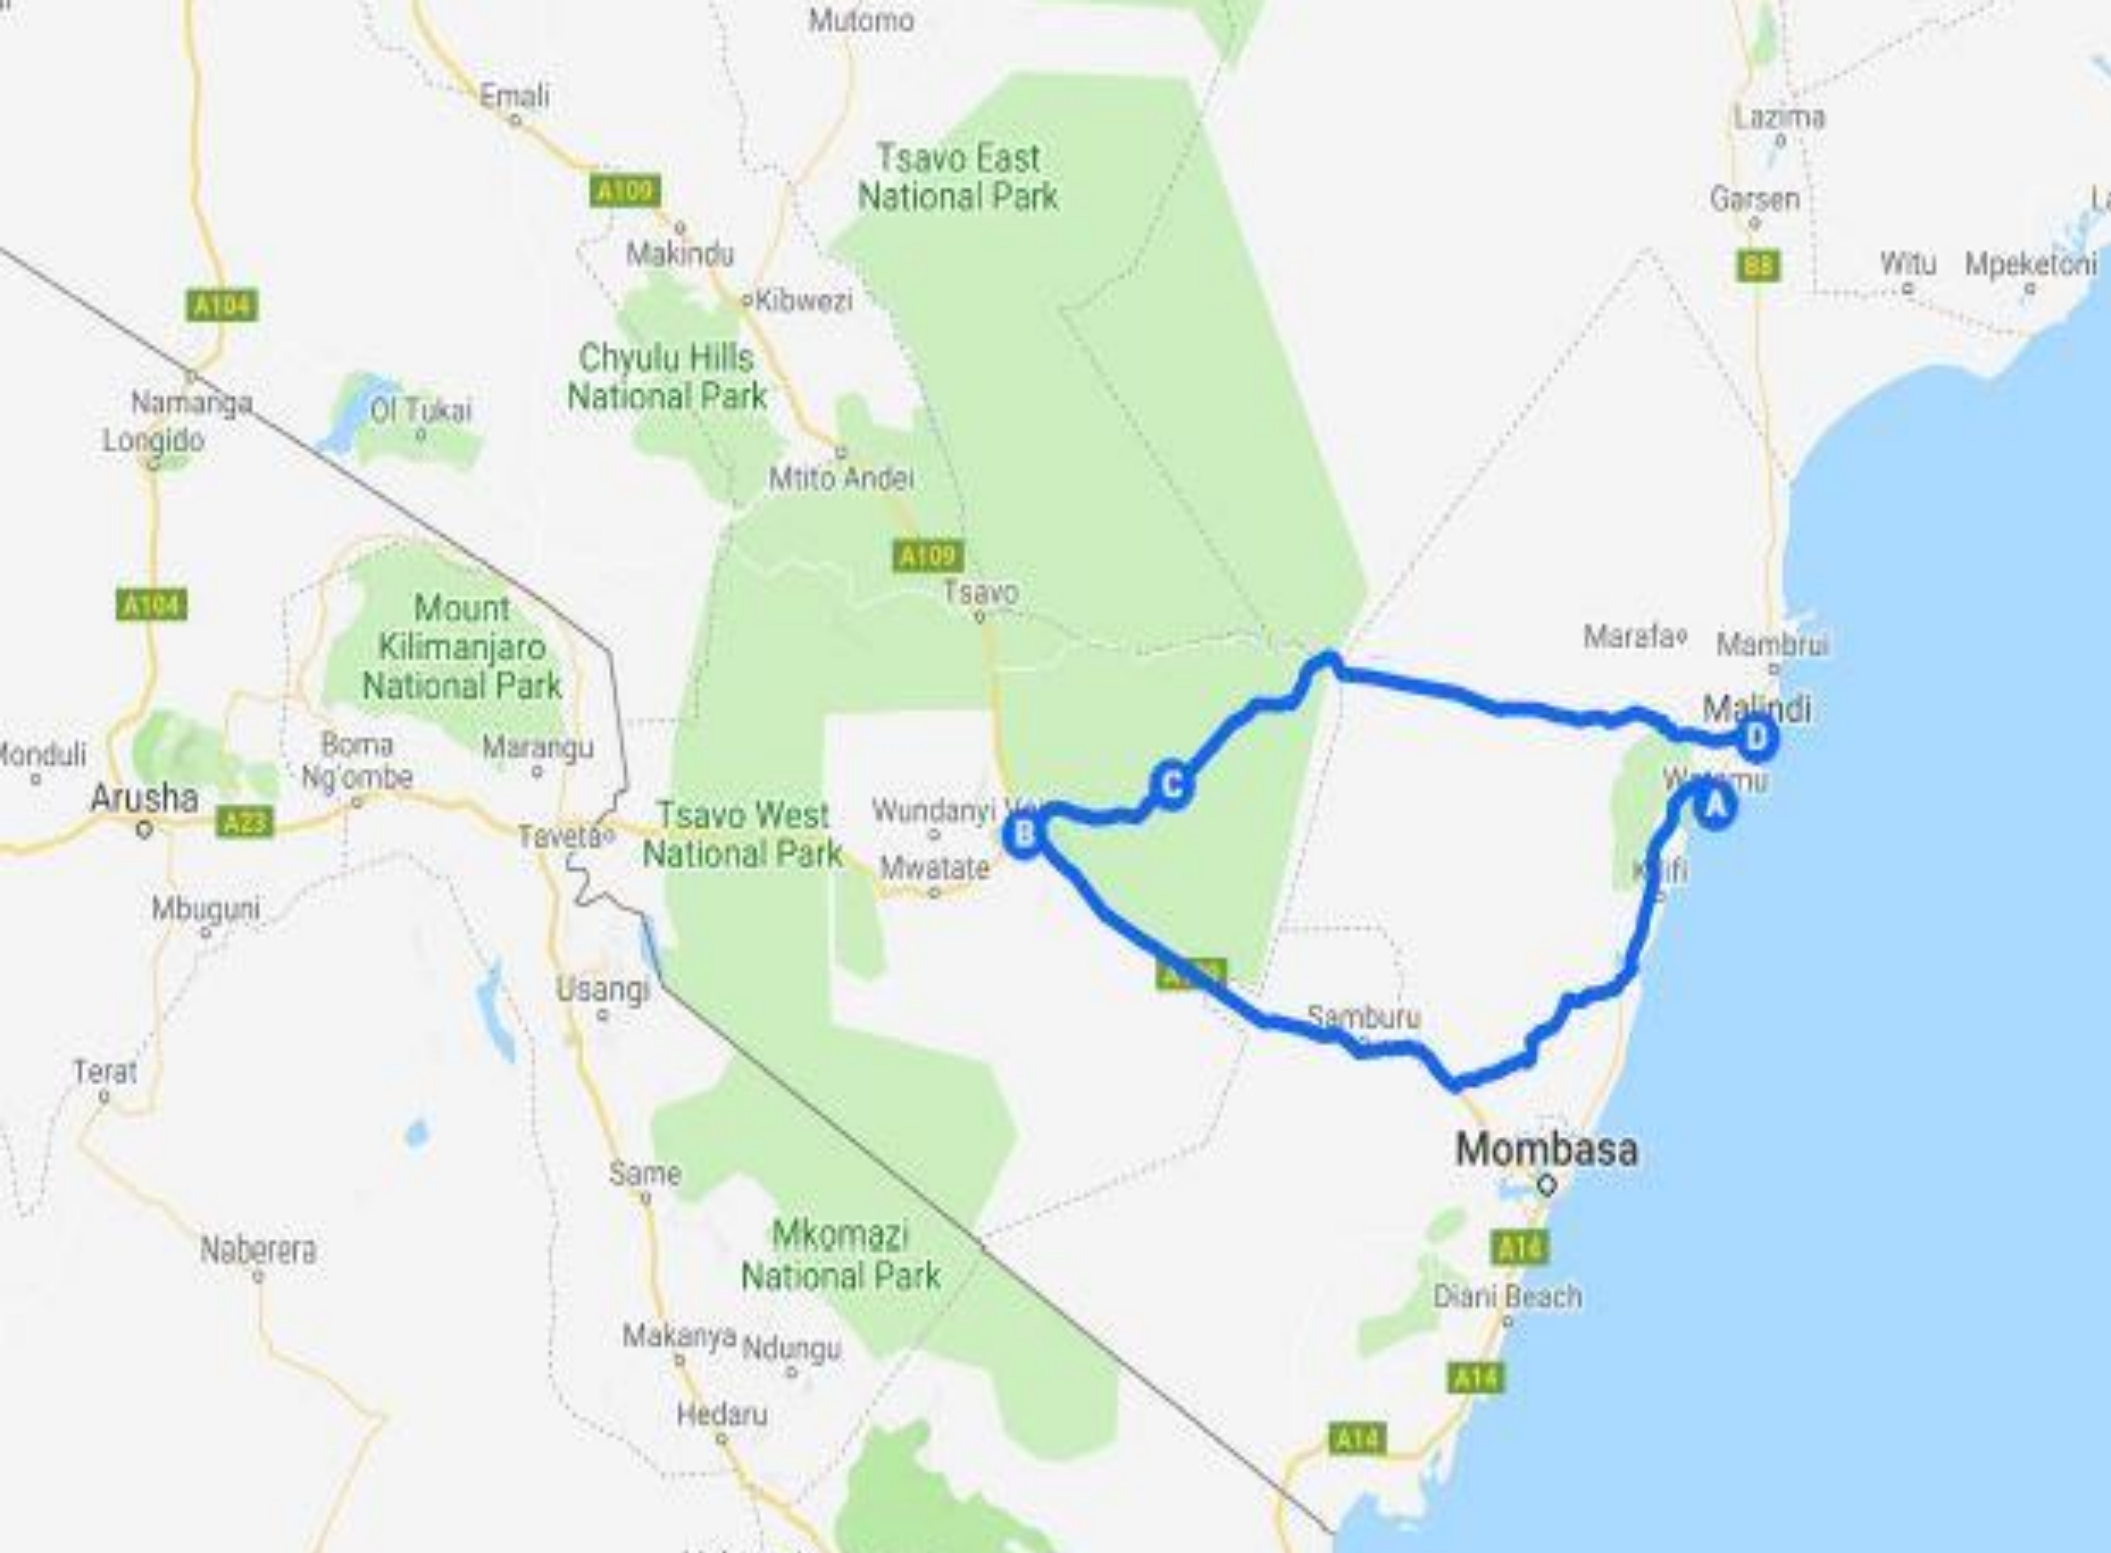 Mutomo
Emali
Lazima
Tsavo East
National Park
A109
Garsen
Makindu
B8
Witu
Mpeketoni
Kibwezi
A104
Chyulu Hills
National Park
Namanga
Ol Tukai
Longido
Mtito Andei
A109
Tsavo
A104
Mount
Kilimanjaro
National Park
Marafa
Mambrui
Malindi
D
Boma
Ng'ombe
Marangu
Monduli
C
Arusha
A
A23
Wundanyi
Tsavo West
National Park
B
Taveta
Mwatate
Mbuguni
Usangi
Samburu
Terat
Mombasa
Same
Naberera
Mkomazi
National Park
A14
Diani Beach
Makanya
Ndungu
A14
Hedaru
A14